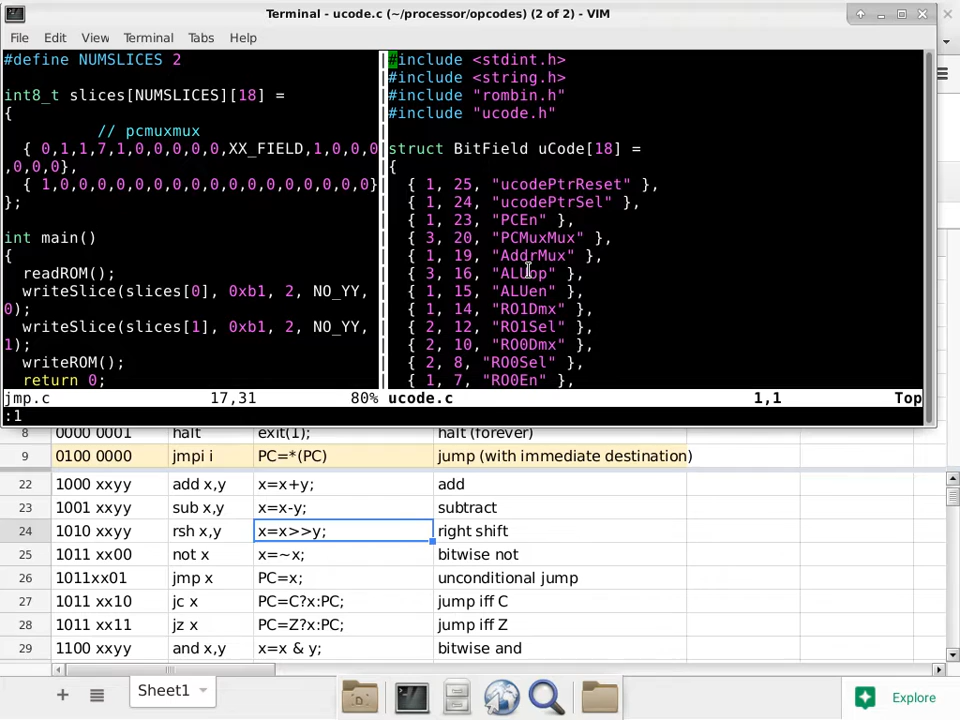 Terminal - ucode.c (~/processor/opcodes) (2 of 2) - VIM
File Edit View Terminal Tabs Help
#define NUMSLICES 2
int8_t slices[NUMSLICES][18] =
{
// pcmuxmux
{ 0,1,1,7,1,0,0,0,0,0,XX_FIELD,1,0,0,0
,0,0,0},
{ 1,0,0,0,0,0,0,0,0,0,0,0,0,0,0,0,0,0}
};
int main()
{
readROM();
writeSlice(slices[0], 0xb1, 2, NO_YY,
0);
writeSlice(slices[1], 0xb1, 2, NO_YY,
1);
writeROM();
return 0;
jmp.c 17,31 80%
#include <stdint.h>
#include <string.h>
#include "rombin.h"
#include "ucode.h"
struct BitField uCode[18] =
{
{ 1, 25, "ucodePtrReset" },
{ 1, 24, "ucodePtrSel" },
{ 1, 23, "PCEn" },
{ 3, 20, "PCMuxMux" },
{ 1, 19, "AddrMux" },
{ 3, 16, "ALUop" },
{ 1, 15, "ALUen" },
{ 1, 14, "RO1Dmx" },
{ 2, 12, "RO1Sel" },
{ 2, 10, "RO0Dmx" },
{ 2, 8, "RO0Sel" },
{ 1, 7, "RO0En" },
ucode.c 1,1 Top
:1
8 0000 0001 halt exit(1); halt (forever)
9 0100 0000 jmpi i PC=*(PC) jump (with immediate destination)
22 1000 xxyy add x,y x=x+y; add
23 1001 xxyy sub x,y x=x-y; subtract
24 1010 xxyy rsh x,y x=x>>y; right shift
25 1011 xx00 not x x=~x; bitwise not
26 1011xx01 jmp x PC=x; unconditional jump
27 1011 xx10 jc x PC=C?x:PC; jump iff C
28 1011 xx11 jz x PC=Z?x:PC; jump iff Z
29 1100 xxyy and x,y x=x & y; bitwise and
Sheet1
Explore